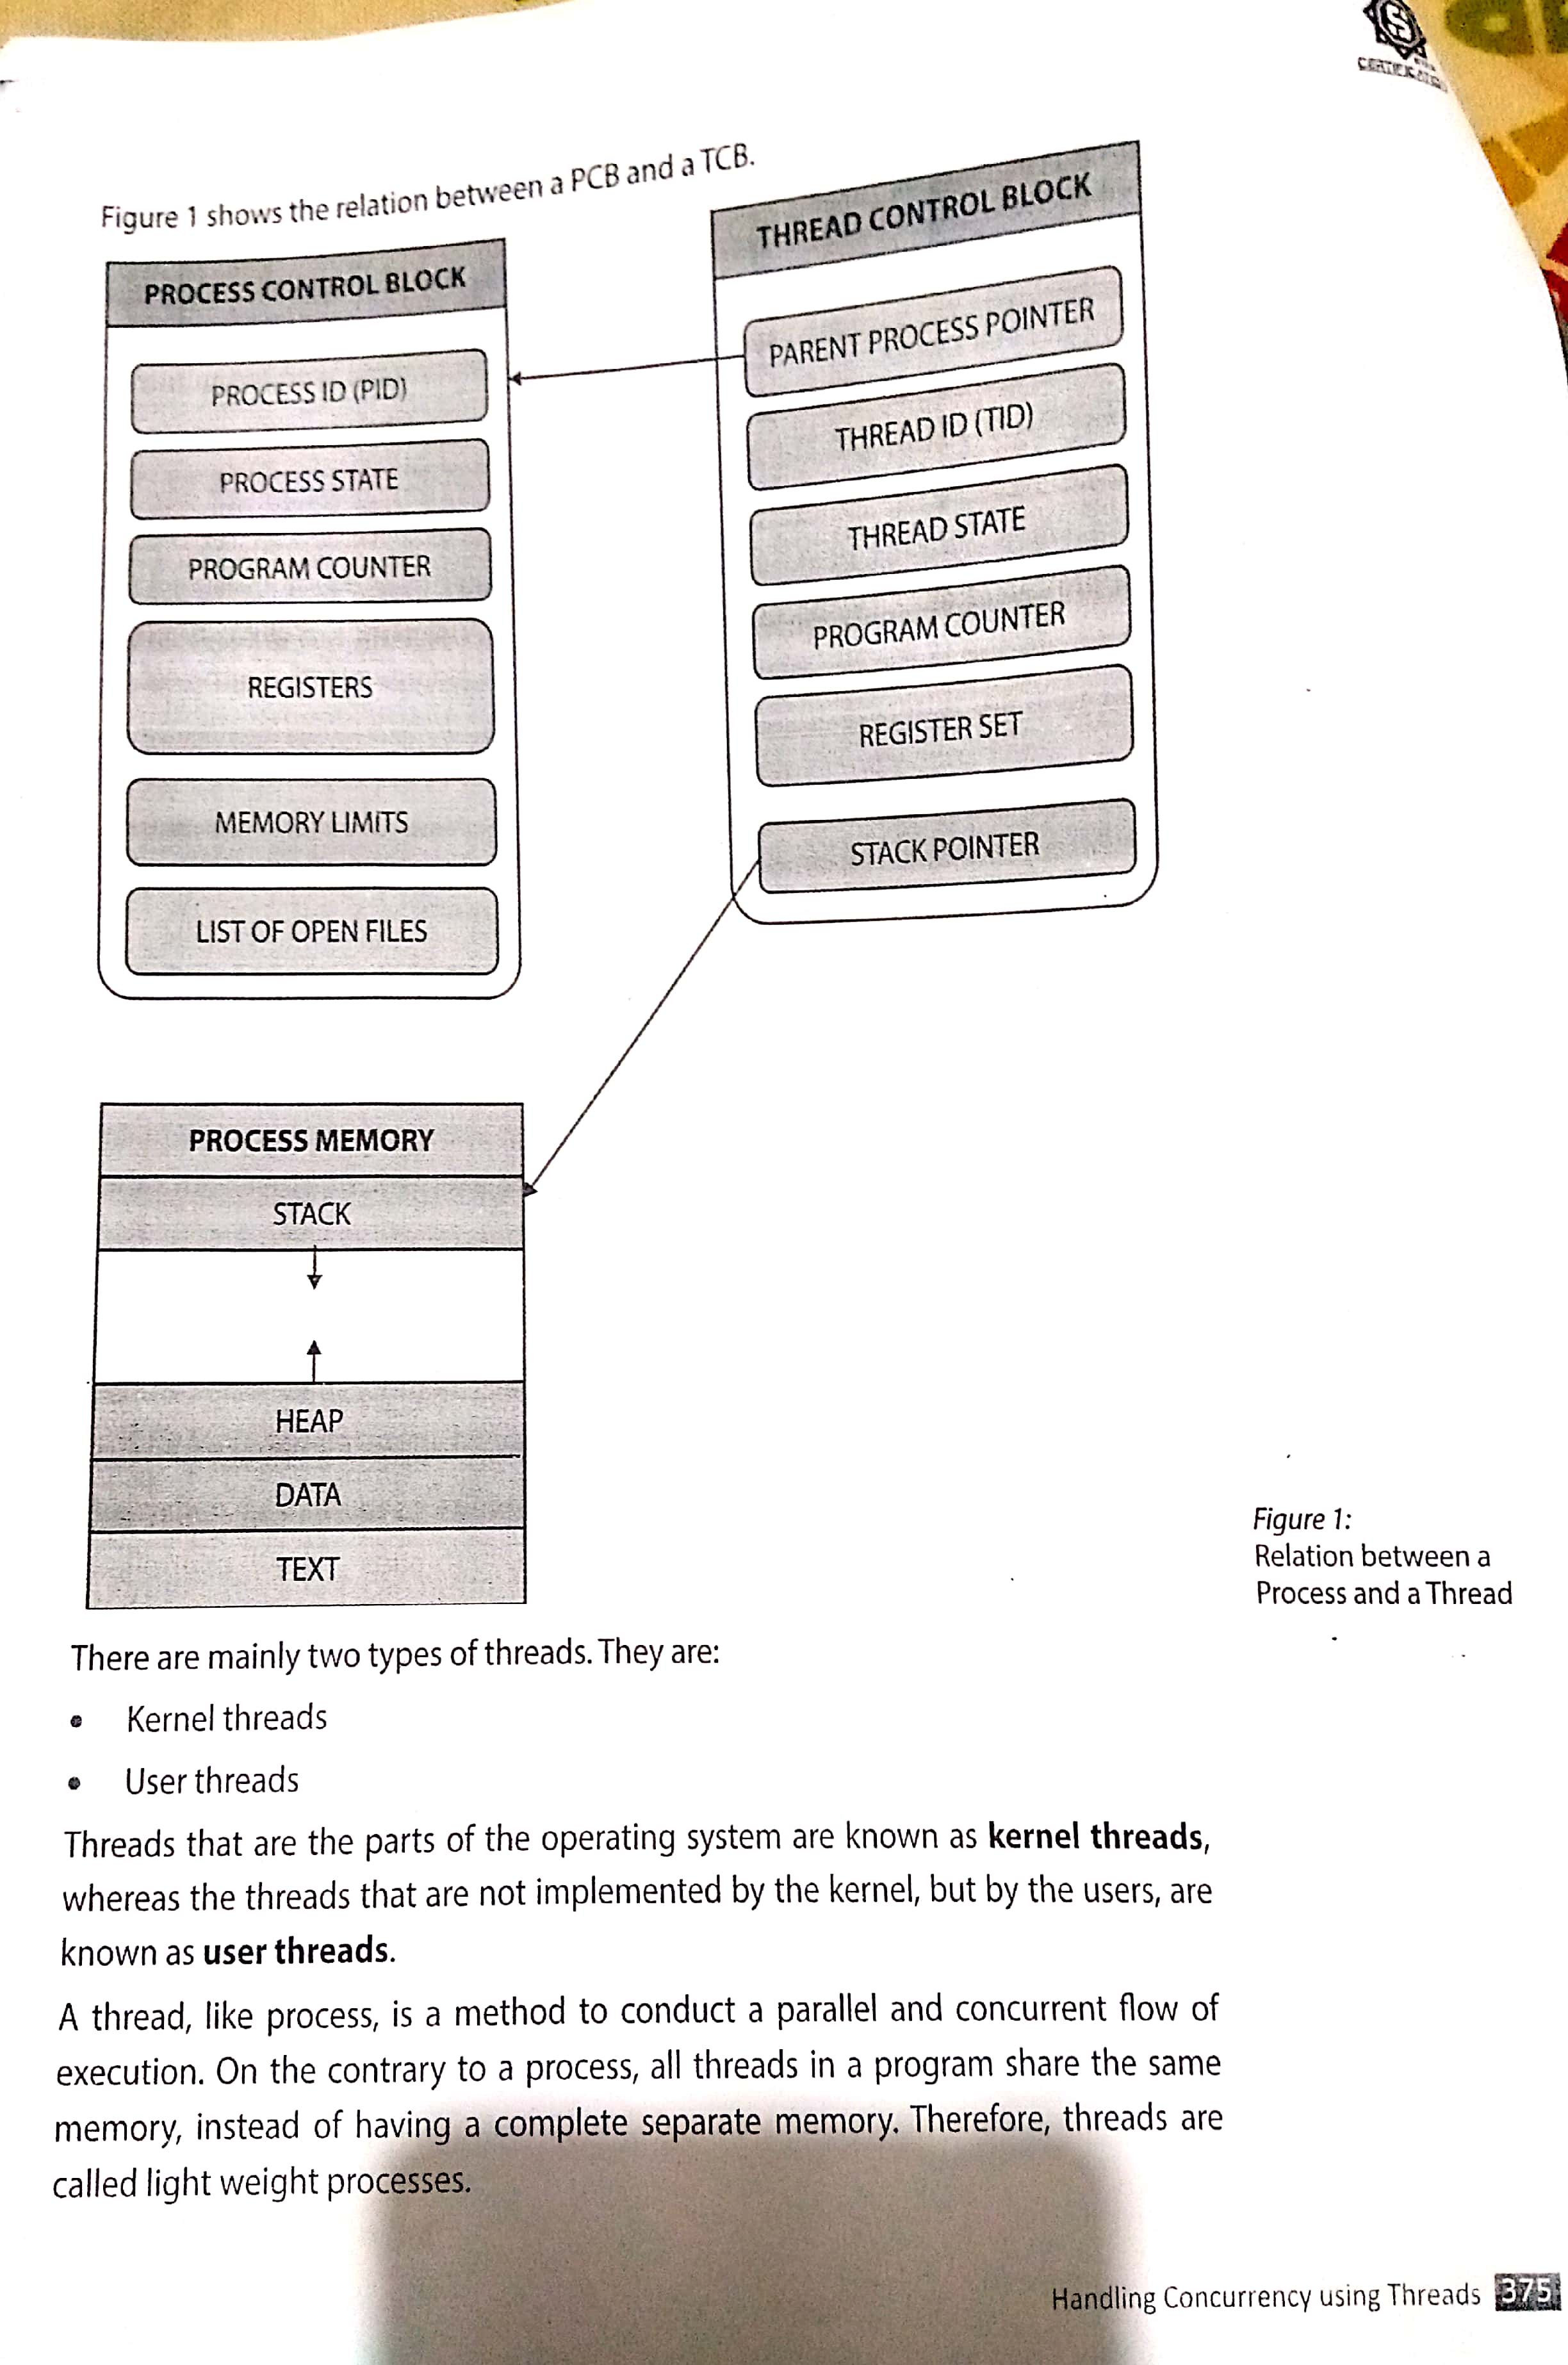 Figure 1 shows the relation between a PCB and a TCB.
PROCESS CONTROL BLOCK
PROCESS ID (PID)
PROCESS STATE
PROGRAM COUNTER
REGISTERS
MEMORY LIMITS
LIST OF OPEN FILES
THREAD CONTROL BLOCK
PARENT PROCESS POINTER
THREAD ID (TID)
THREAD STATE
PROGRAM COUNTER
REGISTER SET
STACK POINTER
PROCESS MEMORY
STACK
HEAP
DATA
TEXT
Figure 1:
Relation between a
Process and a Thread
There are mainly two types of threads. They are:
• Kernel threads
• User threads
Threads that are the parts of the operating system are known as kernel threads,
whereas the threads that are not implemented by the kernel, but by the users, are
known as user threads.
A thread, like process, is a method to conduct a parallel and concurrent flow of
execution. On the contrary to a process, all threads in a program share the same
memory, instead of having a complete separate memory. Therefore, threads are
called light weight processes.
Handling Concurrency using Threads 375